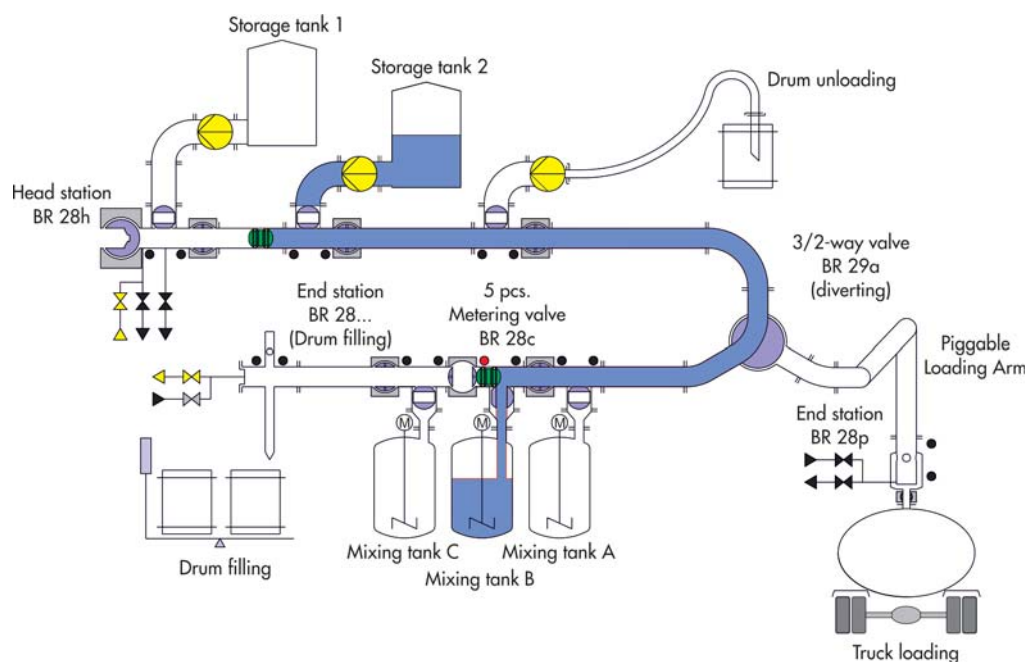 Storage tank 1
Storage tank 2
Drum unloading
Head station
BR 28h
3/2-way valve
BR 29a
(diverting)
End station
BR 28...
(Drum filling)
5 pcs.
Metering valve
BR 28c
Piggable
Loading Arm
End station
BR 28p
M
M
M
Mixing tank C
Mixing tank B
Mixing tank A
Drum filling
Truck loading